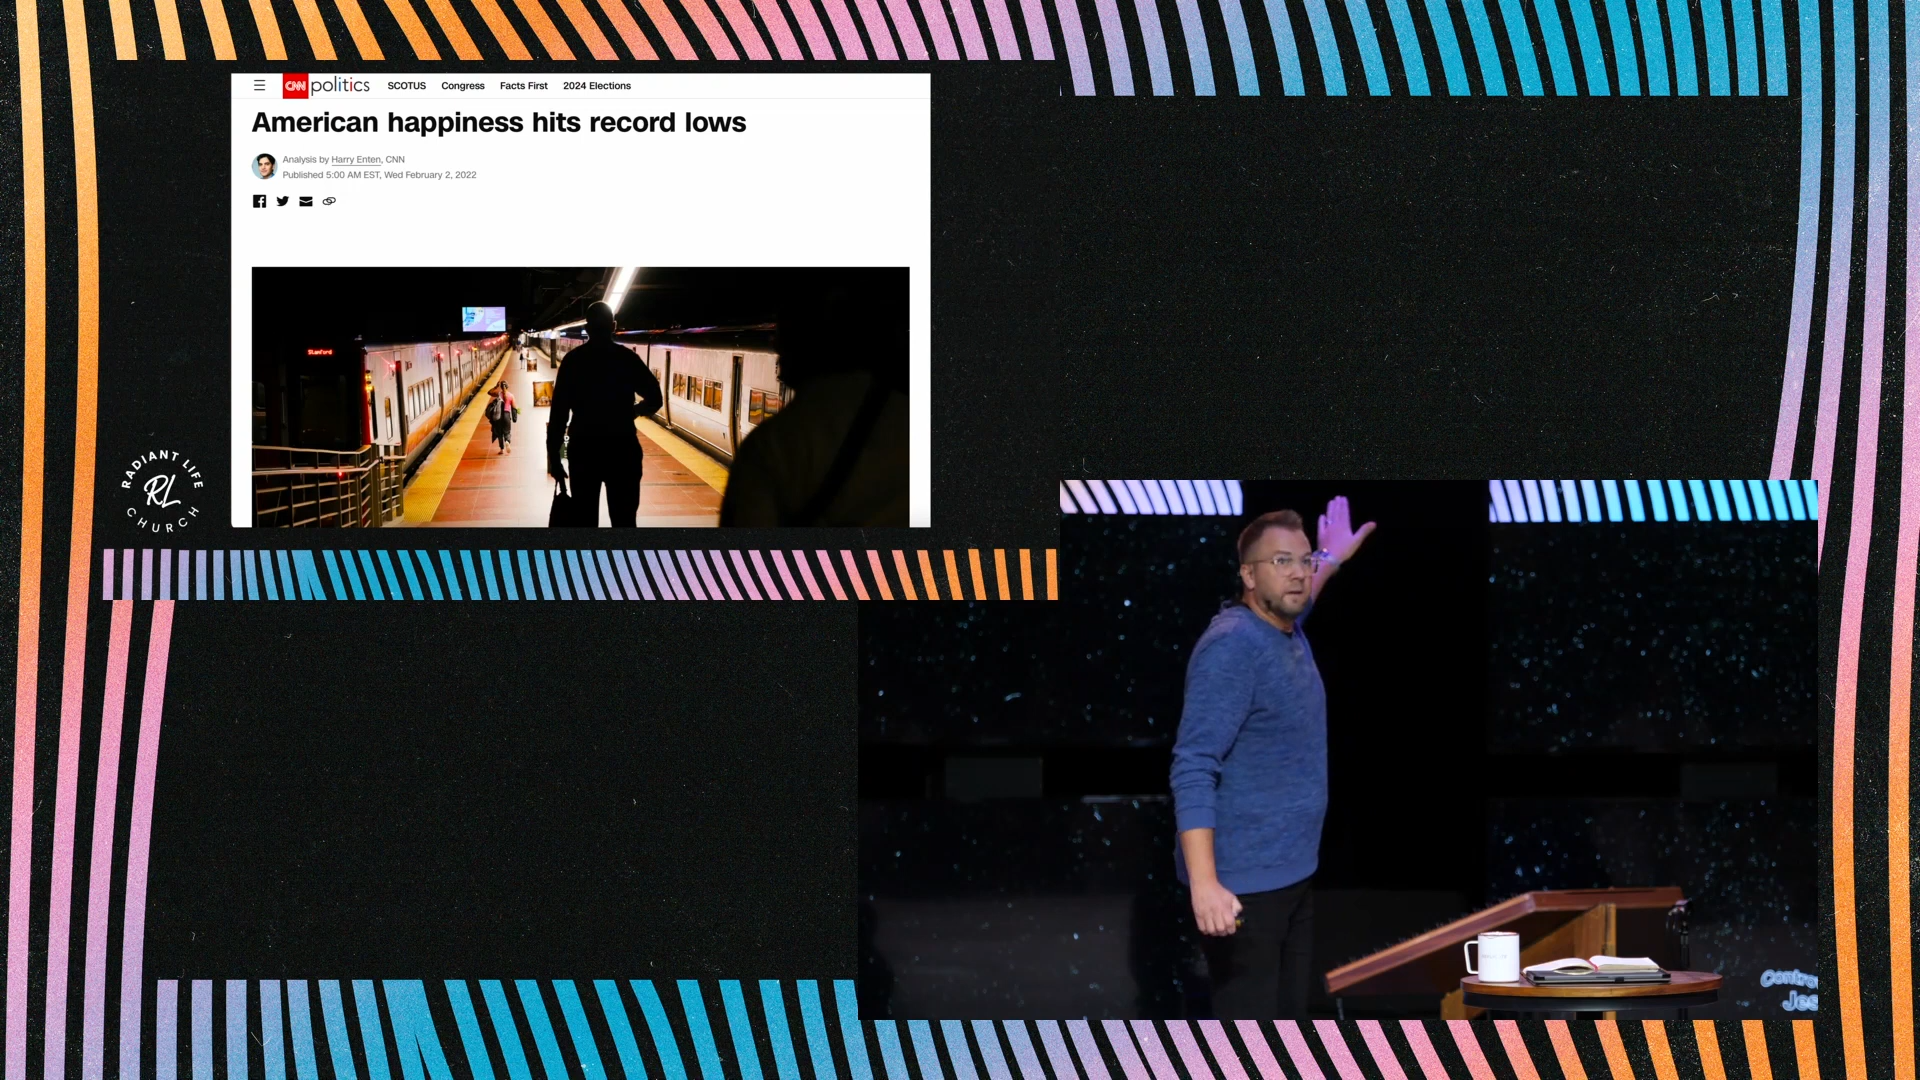 CNN politics SCOTUS Congress Facts First 2024 Elections
American happiness hits record lows
Analysis by Harry Enten, CNN
Published 5:00 AM EST, Wed February 2, 2022
Stamford
RADIANT LIFE
RL
CHURCH